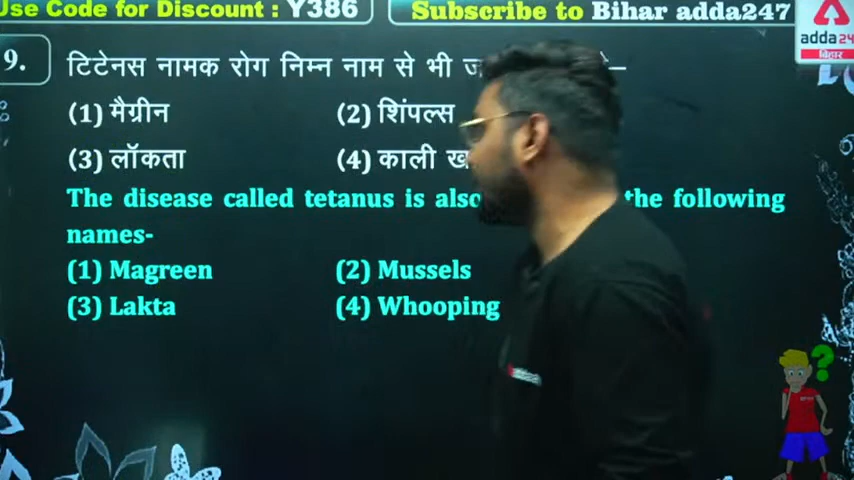 Use Code for Discount : Y386
Subscribe to Bihar adda247
adda24
बिहार
9. टिटेनस नामक रोग निम्न नाम से भी
(1) मैग्रीन (2) शिंपल्स
(3) लॉकता (4) काली
The disease called tetanus is also the following
names-
(1) Magreen (2) Mussels
(3) Lakta (4) Whooping